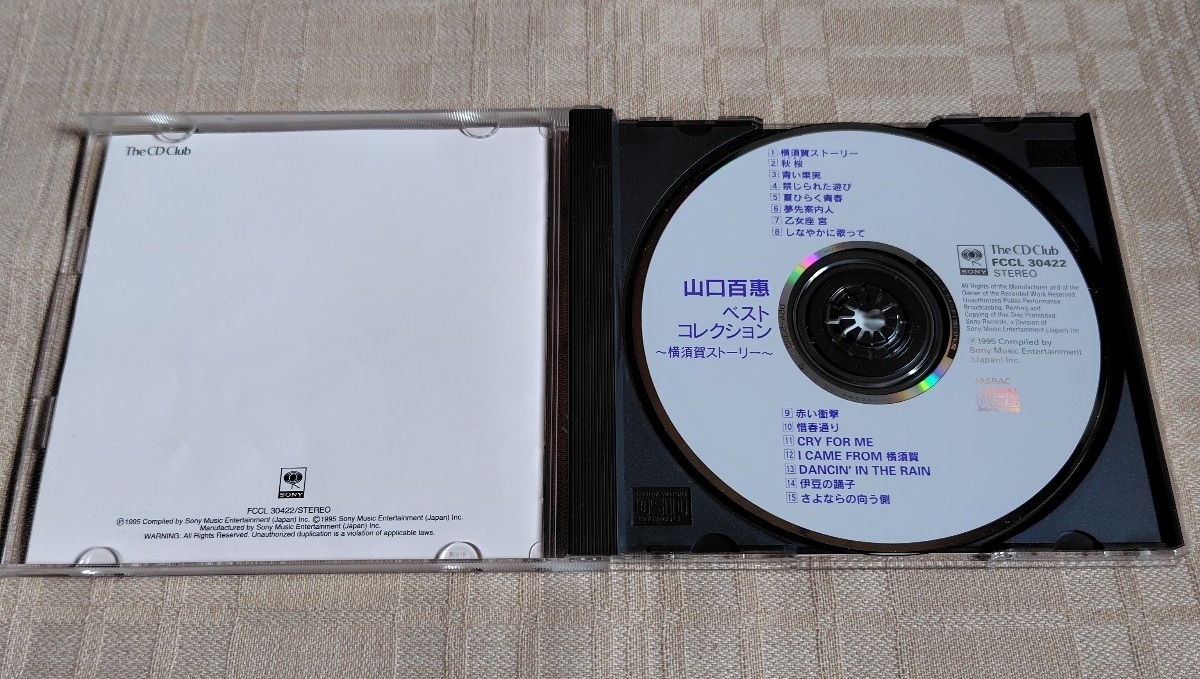 The CD Club
SONY
FCCL 30422/STEREO
Ⓟ1995 Compiled by Sony Music Entertainment (Japan) Inc. Ⓒ1995 Sony Music Entertainment (Japan) Inc.
Manufactured by Sony Music Entertainment (Japan) Inc.
WARNING: All Rights Reserved. Unauthorized duplication is a violation of applicable laws.
1 横須賀ストーリー
2 秋桜
3 青い果実
4 禁じられた遊び
5 夏ひらく青春
6 夢先案内人
7 乙女座 宮
8 しなやかに歌って
山口百惠
ベスト
コレクション
〜横須賀ストーリー〜
SONY
The CD Club
FCCL 30422
STEREO
All Rights of the Manufacturer and of the
Owner of the Recorded Work Reserved.
Unauthorized Public Performance,
Broadcasting, Renting and
Copying of this Disc Prohibited.
Sony Records, a Division of
Sony Music Entertainment (Japan) Inc.
Ⓟ1995 Compiled by
Sony Music Entertainment
(Japan) Inc.
JASRAC
9 赤い衝撃
10 惜春通り
11 CRY FOR ME
12 I CAME FROM 横須賀
13 DANCIN' IN THE RAIN
14 伊豆の踊子
15 さよならの向う側